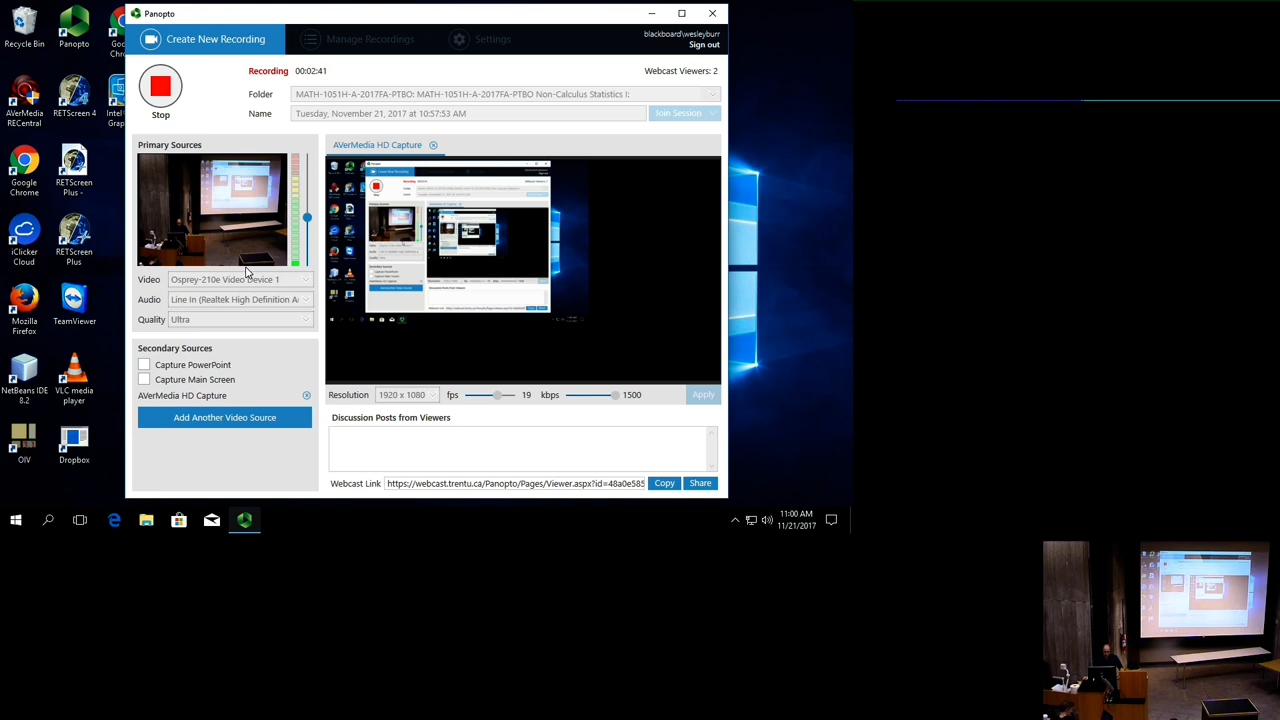 Panopto
Create New Recording
Manage Recordings
Settings
blackboard\wesleyburr
Sign out
Recording 00:02:41
Webcast Viewers: 2
Stop
Folder MATH-1051H-A-2017FA-PTBO: MATH-1051H-A-2017FA-PTBO Non-Calculus Statistics I:
Name Tuesday, November 21, 2017 at 10:57:53 AM
Join Session
Primary Sources
Video Osprey-210e Video Device 1
Audio Line In (Realtek High Definition A
Quality Ultra
Secondary Sources
Capture PowerPoint
Capture Main Screen
AVerMedia HD Capture
Add Another Video Source
AVerMedia HD Capture
Resolution 1920 x 1080 fps 19 kbps 1500 Apply
Discussion Posts from Viewers
Webcast Link https://webcast.trentu.ca/Panopto/Pages/Viewer.aspx?id=48a0e585 Copy Share
Recycle Bin
Panopto
AVerMedia RECentral
RETScreen 4
Google Chrome
RETScreen Plus
iClicker Cloud
Mozilla Firefox
TeamViewer
NetBeans IDE 8.2
VLC media player
OIV
Dropbox
11:00 AM
11/21/2017